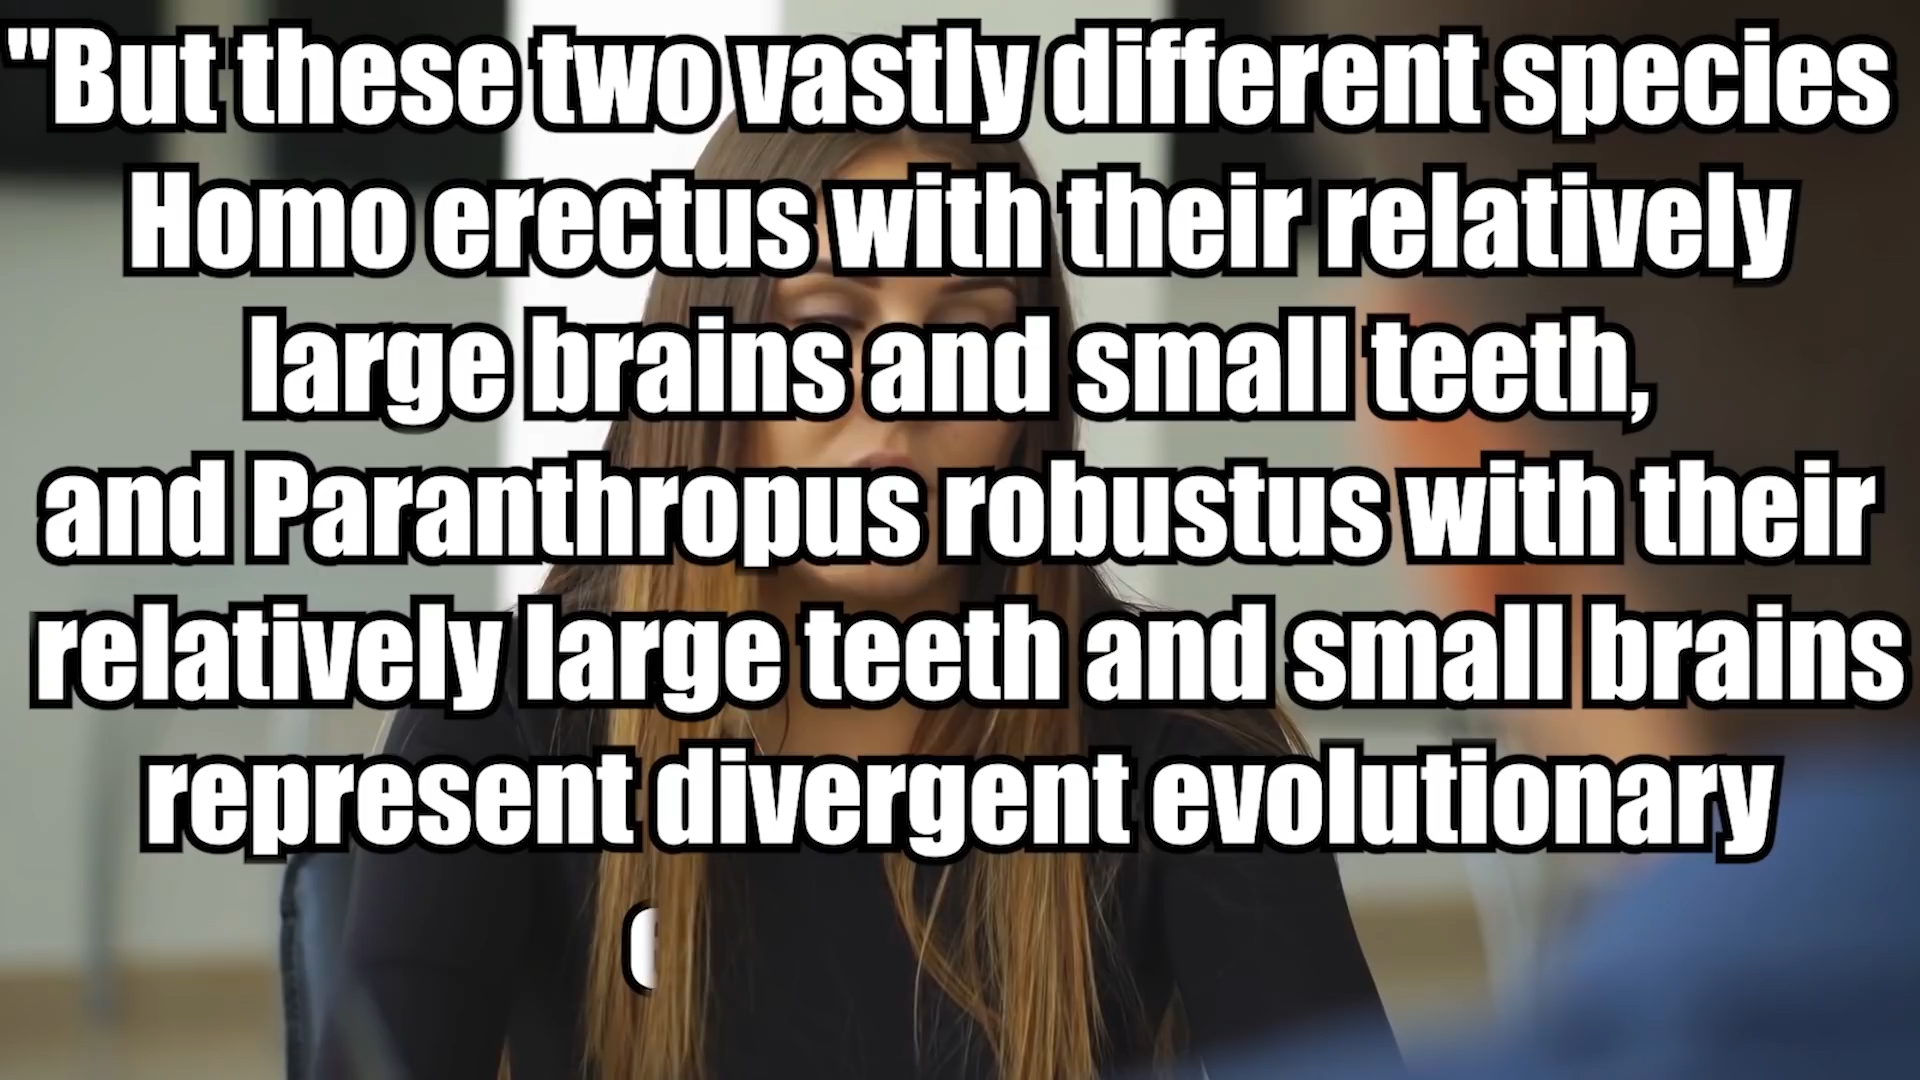 "But these two vastly different species
Homo erectus with their relatively
large brains and small teeth,
and Paranthropus robustus with their
relatively large teeth and small brains
represent divergent evolutionary